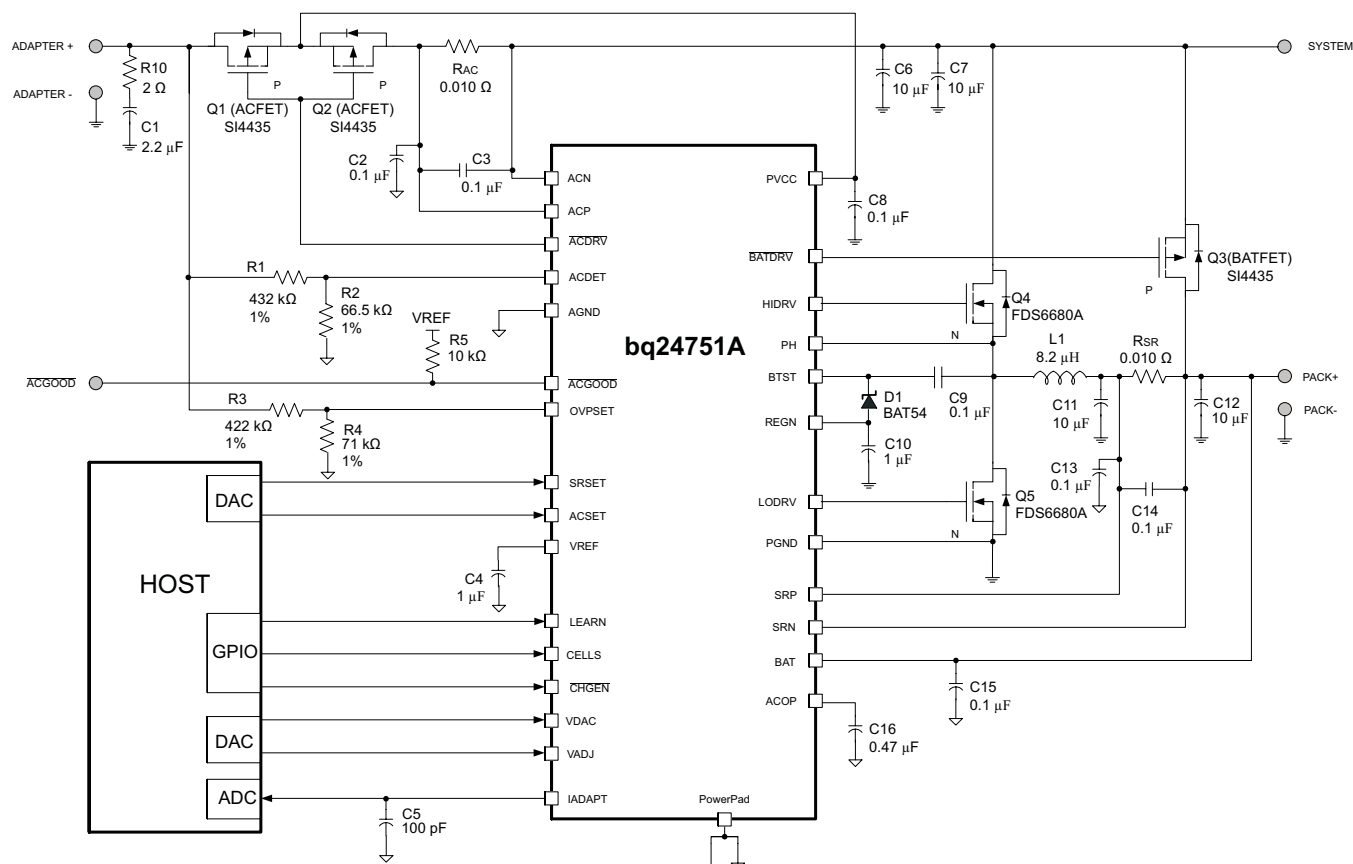 ADAPTER +
ADAPTER -
R10
2 Ω
C1
2.2 µF
P
Q1 (ACFET)
SI4435
P
Q2 (ACFET)
SI4435
RAC
0.010 Ω
C6
10 µF
C7
10 µF
SYSTEM
C2
0.1 µF
C3
0.1 µF
ACN
ACP
ACDRV
ACDET
AGND
R1
432 kΩ
1%
R2
66.5 kΩ
1%
VREF
R5
10 kΩ
ACGOOD
ACGOOD
OVPSET
R3
422 kΩ
1%
R4
71 kΩ
1%
bq24751A
PVCC
C8
0.1 µF
BATDRV
Q3(BATFET)
SI4435
P
HIDRV
Q4
FDS6680A
N
PH
BTST
C9
0.1 µF
L1
8.2 µH
RSR
0.010 Ω
PACK+
PACK-
D1
BAT54
REGN
C10
1 µF
C11
10 µF
C12
10 µF
C13
0.1 µF
C14
0.1 µF
LODRV
Q5
FDS6680A
N
PGND
SRP
SRN
BAT
C15
0.1 µF
ACOP
C16
0.47 µF
HOST
DAC
SRSET
ACSET
VREF
C4
1 µF
GPIO
LEARN
CELLS
CHGEN
DAC
VDAC
VADJ
ADC
IADAPT
C5
100 pF
PowerPad